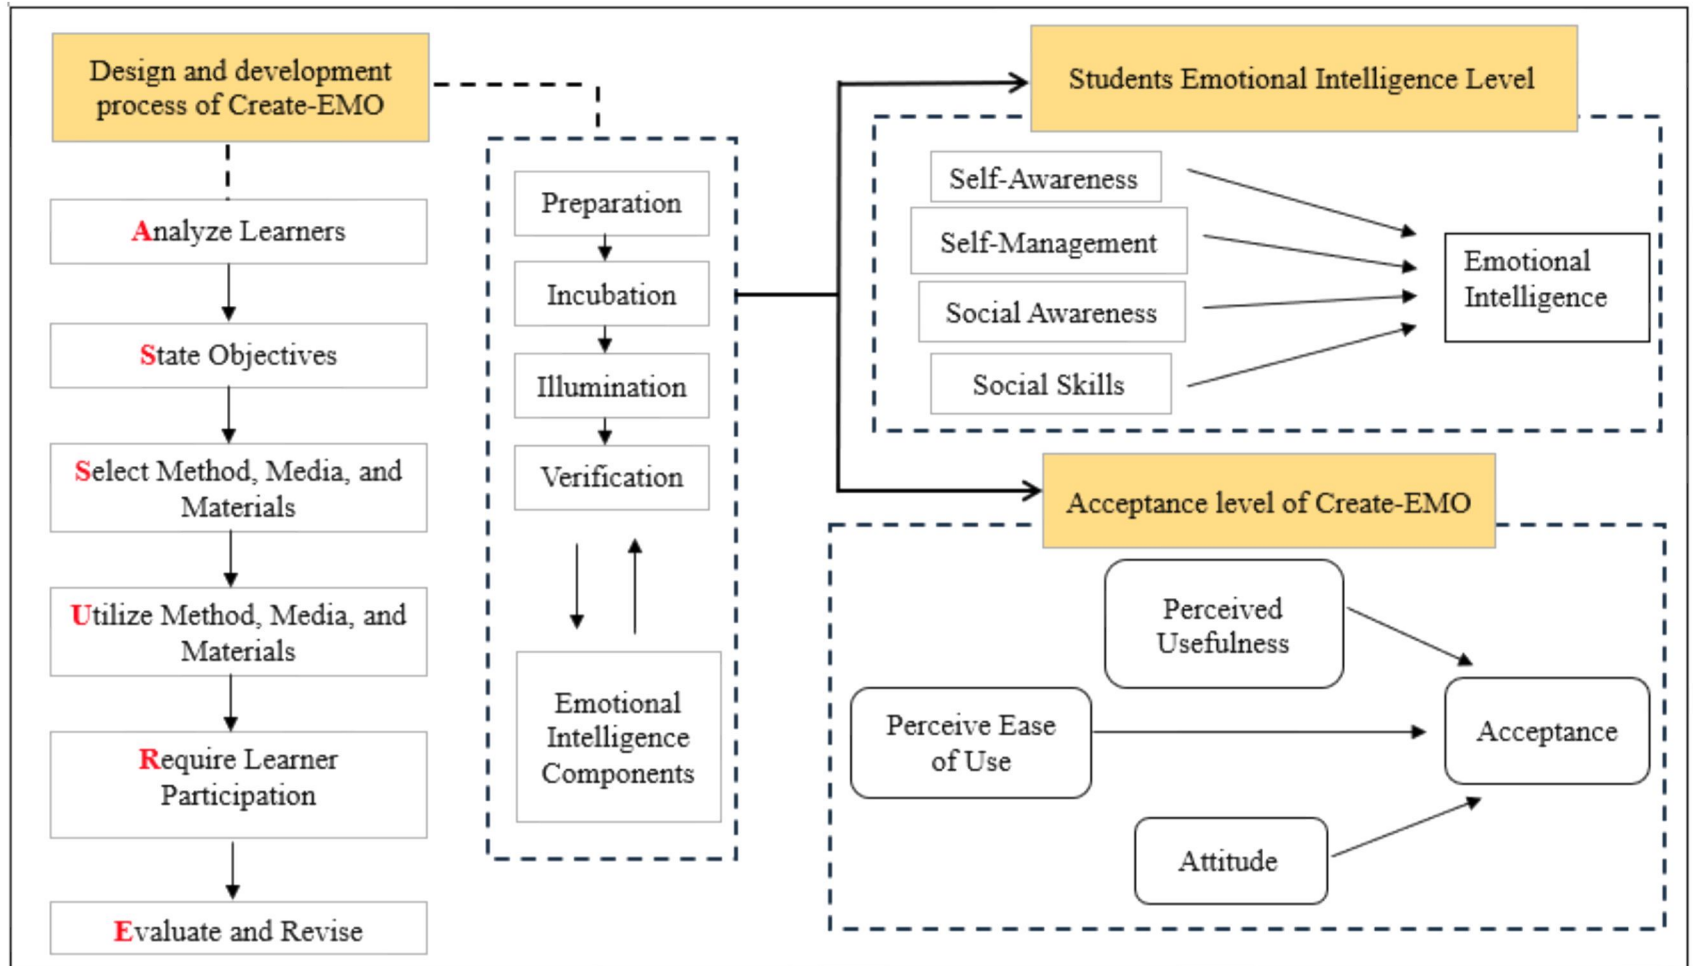 Design and development
process of Create-EMO
Analyze Learners
State Objectives
Select Method, Media, and
Materials
Utilize Method, Media, and
Materials
Require Learner
Participation
Evaluate and Revise
Preparation
Incubation
Illumination
Verification
Emotional
Intelligence
Components
Students Emotional Intelligence Level
Self-Awareness
Self-Management
Social Awareness
Social Skills
Emotional
Intelligence
Acceptance level of Create-EMO
Perceived
Usefulness
Perceive Ease
of Use
Attitude
Acceptance